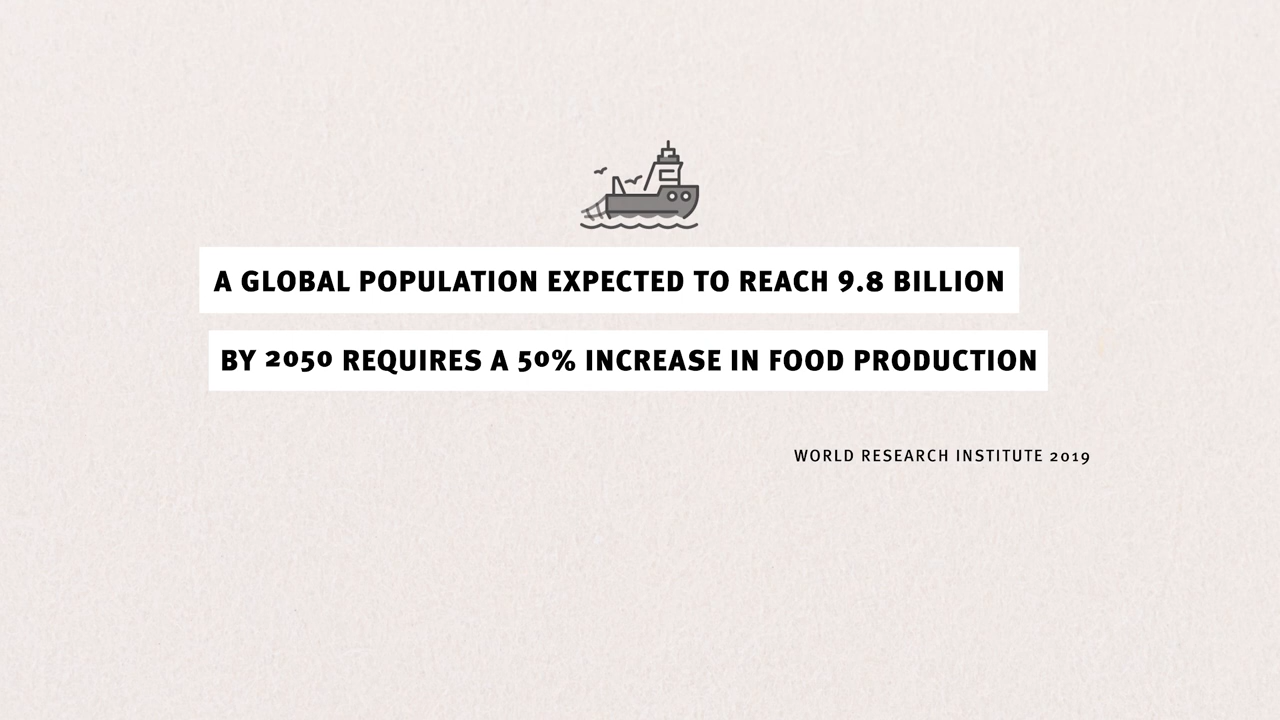 A GLOBAL POPULATION EXPECTED TO REACH 9.8 BILLION
BY 2050 REQUIRES A 50% INCREASE IN FOOD PRODUCTION
WORLD RESEARCH INSTITUTE 2019